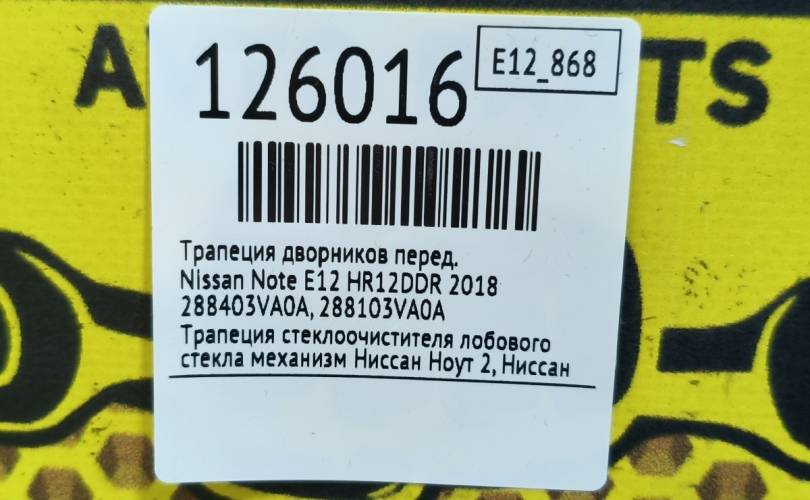 A TS
126016
E12_868
Трапеция дворников перед.
Nissan Note E12 HR12DDR 2018
288403VA0A, 288103VA0A
Трапеция стеклоочистителя лобового
стекла механизм Ниссан Ноут 2, Ниссан